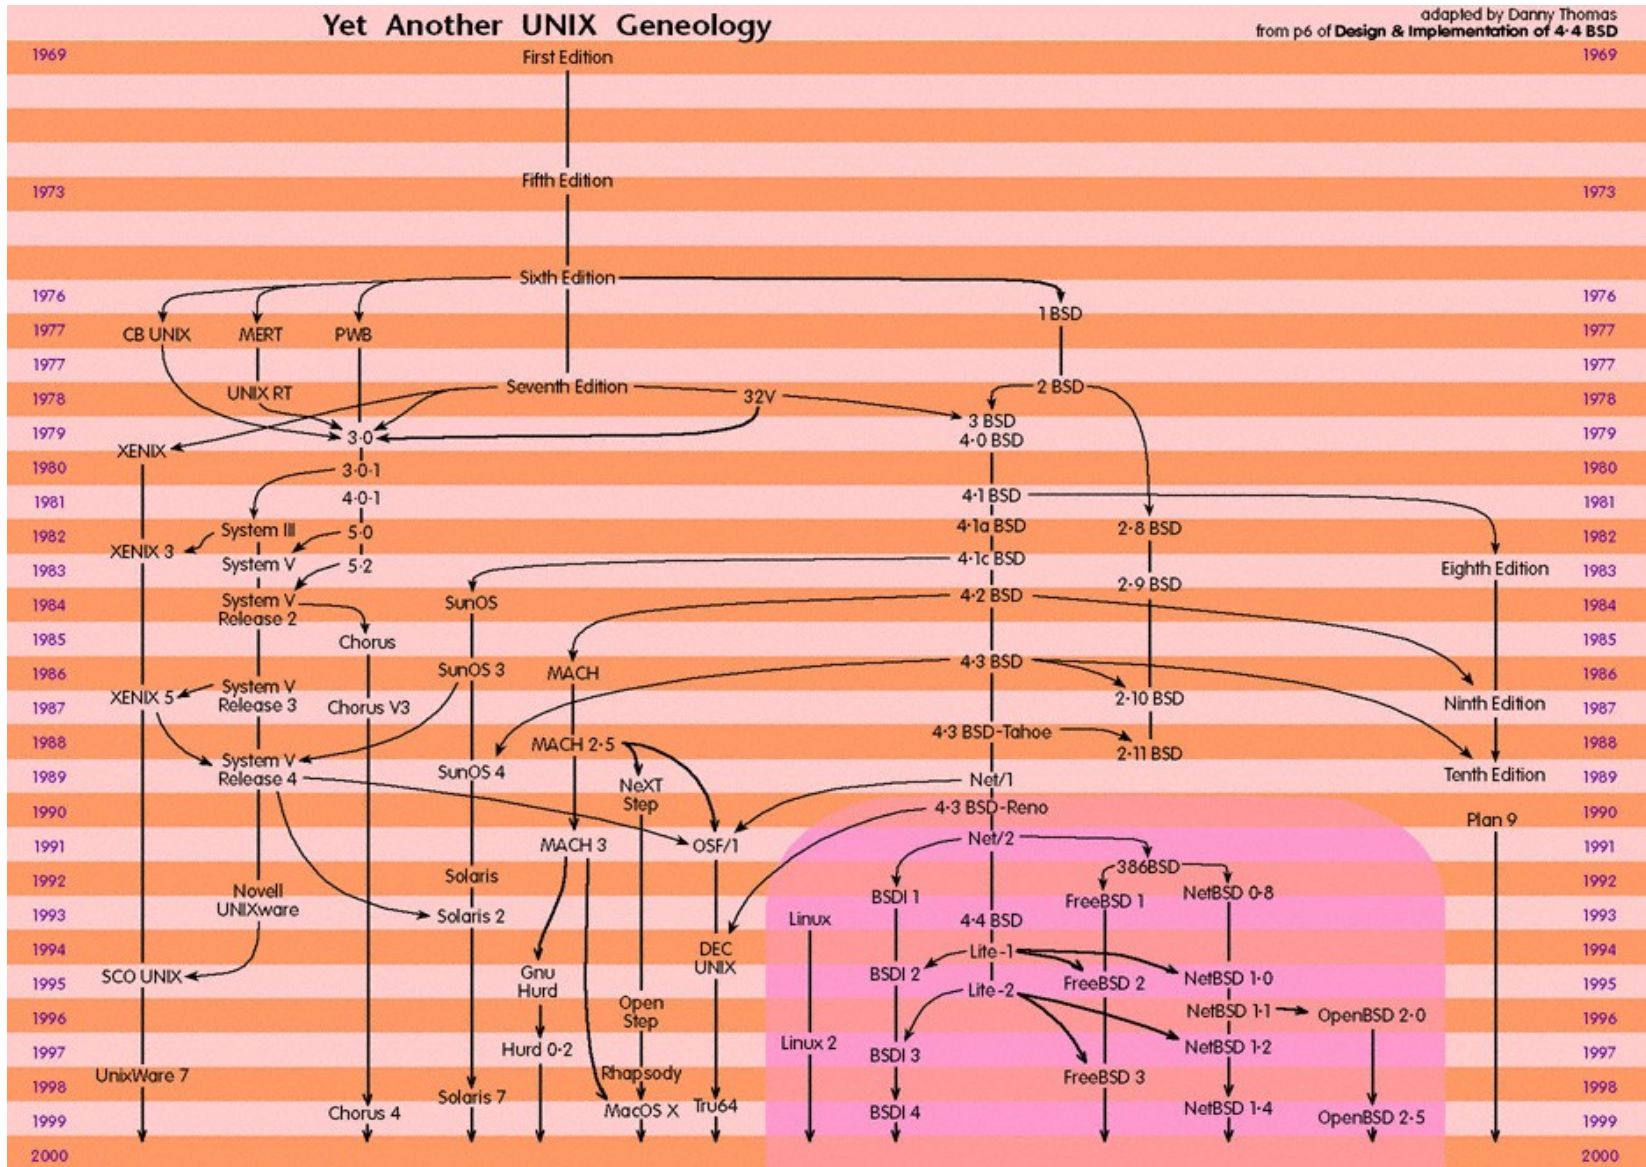 Yet Another UNIX Geneology
adapted by Danny Thomas
from p6 of Design & Implementation of 4·4 BSD
1969 First Edition 1969
Fifth Edition
1973 1973
Sixth Edition
1976 1976
1 BSD
1977 CB UNIX MERT PWB 1977
1977 1977
Seventh Edition 2 BSD
UNIX RT 32V
1978 1978
3 BSD
1979 3·0 4·0 BSD 1979
XENIX
1980 3·0·1 1980
1981 4·0·1 4·1 BSD 1981
System III 5·0 4·1a BSD 2·8 BSD
1982 1982
XENIX 3
System V 5·2 4·1c BSD
1983 Eighth Edition 1983
2·9 BSD
System V SunOS 4·2 BSD
1984 1984
Release 2
1985 Chorus 1985
4·3 BSD
1986 SunOS 3 MACH 1986
XENIX 5 System V 2·10 BSD
1987 Release 3 Chorus V3 Ninth Edition 1987
4·3 BSD-Tahoe
1988 MACH 2·5 2·11 BSD 1988
System V
1989 Release 4 SunOS 4 Net/1 Tenth Edition 1989
NeXT
Step
1990 4·3 BSD-Reno 1990
Plan 9
1991 MACH 3 OSF/1 Net/2 1991
386BSD
1992 Solaris 1992
Novell BSDI 1 FreeBSD 1 NetBSD 0·8
UNIXware
1993 Solaris 2 Linux 4·4 BSD 1993
1994 DEC Lite-1 1994
UNIX
SCO UNIX Gnu BSDI 2 FreeBSD 2 NetBSD 1·0
1995 Hurd Lite-2 1995
Open NetBSD 1·1 OpenBSD 2·0
1996 Step 1996
Hurd 0·2 Linux 2 NetBSD 1·2
1997 BSDI 3 1997
UnixWare 7 Rhapsody FreeBSD 3
1998 Solaris 7 1998
Chorus 4 MacOS X Tru64 BSDI 4 NetBSD 1·4
1999 OpenBSD 2·5 1999
2000 2000